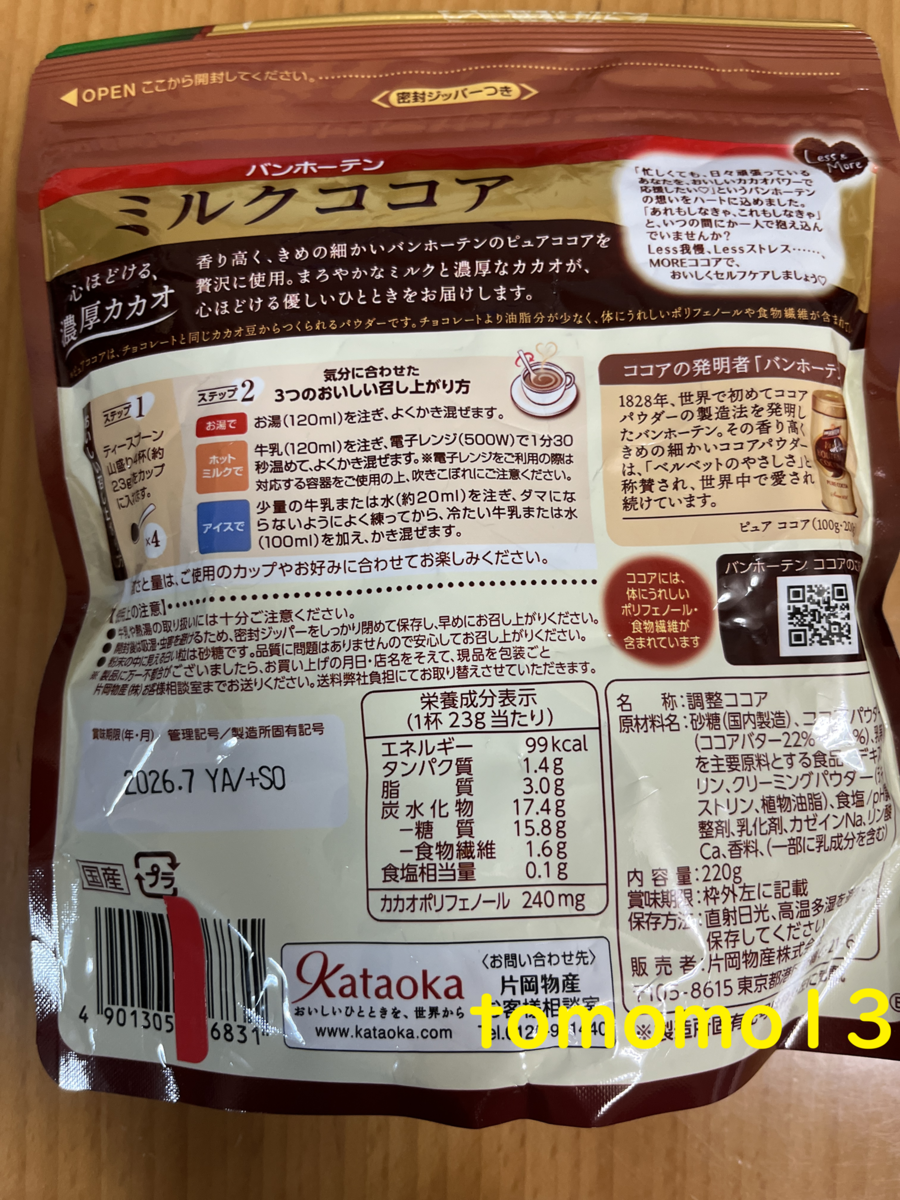 OPEN ここから開封してください。
密封ジッパーつき
バンホーテン
ミルクココア
Less & More
「忙しくても、日々頑張っている
あなたを、おいしいカカオパワーで
応援したい♡」というバンホーテン
の想いをハートに込めました。
「あれもしなきゃ、これもしなきゃ」
と、いつの間にか一人で抱え込ん
でいませんか?
Less我慢、Lessストレス……
MOREココアで、
おいしくセルフケアしましょう♡
心ほどける、
濃厚カカオ
香り高く、きめの細かいバンホーテンのピュアココアを
贅沢に使用。まろやかなミルクと濃厚なカカオが、
心ほどける優しいひとときをお届けします。
ココアは、チョコレートと同じカカオ豆からつくられるパウダーです。チョコレートより油脂分が少なく、体にうれしいポリフェノールや食物繊維が含まれ
ステップ1
ティースプーン
山盛り4杯(約
23g)をカップ
に入れます。
×4
ステップ2
気分に合わせた
3つのおいしい召し上がり方
お湯で
お湯(120ml)を注ぎ、よくかき混ぜます。
ホット
ミルクで
牛乳(120ml)を注ぎ、電子レンジ(500W)で1分30
秒温めて、よくかき混ぜます。※電子レンジをご利用の際は
対応する容器をご使用の上、吹きこぼれにご注意ください。
アイスで
少量の牛乳または水(約20ml)を注ぎ、ダマにな
らないようによく練ってから、冷たい牛乳または水
(100ml)を加え、かき混ぜます。
と量は、ご使用のカップやお好みに合わせてお楽しみください。
ココアの発明者「バンホーテ
1828年、世界で初めてココア
パウダーの製造法を発明し
たバンホーテン。その香り高く
きめの細かいココアパウダー
は、「ベルベットのやさしさ」と
称賛され、世界中で愛され
続けています。
ピュア ココア(100g・200
ココアには、
体にうれしい
ポリフェノール・
食物繊維が
含まれています
バンホーテン ココアの
上の注意】
●牛乳や熱湯の取り扱いには十分ご注意ください。
●開封後は吸湿・虫害を避けるため、密封ジッパーをしっかり閉めて保存し、早めにお召し上がりください。
●粉末の中に見える白い粒は砂糖です。品質に問題はありませんので安心してお召し上がりください。
※製品に万一不都合がございましたら、お買い上げの月日・店名をそえて、現品を包装ごと
片岡物産(株)お客様相談室までお送りください。送料弊社負担にてお取り替えさせていただきます。
賞味期限(年・月) 管理記号/製造所固有記号
2026.7 YA/+SO
栄養成分表示
(1杯 23g当たり)
エネルギー 99kcal
タンパク質 1.4g
脂質 3.0g
炭水化物 17.4g
−糖質 15.8g
−食物繊維 1.6g
食塩相当量 0.1g
カカオポリフェノール 240mg
名称:調整ココア
原材料名:砂糖(国内製造)、ココアパウダ
(ココアバター22%
を主要原料とする食品、デキス
リン、クリーミングパウダー
ストリン、植物油脂)、食塩/pH
整剤、乳化剤、カゼインNa、リン酸
Ca、香料、(一部に乳成分を含む)
内容量:220g
賞味期限:枠外左に記載
保存方法:直射日光、高温多湿を
保存してください
販売者:片岡物産株式会
〒105-8615 東京都港
※製造所固有
国産
プラ
4 901305 6831
Kataoka
おいしいひとときを、世界から
www.kataoka.com
〈お問い合わせ先〉
片岡物産
お客様相談室
tomomo13